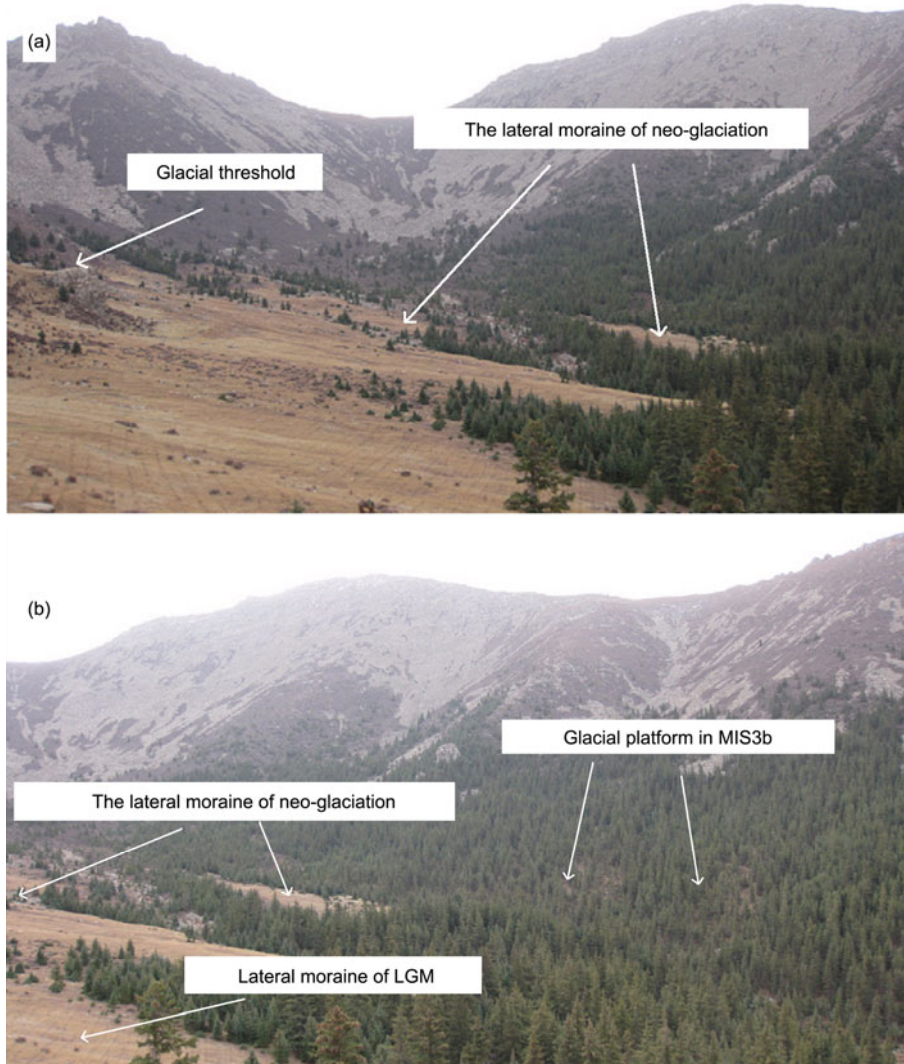 (a)
The lateral moraine of neo-glaciation
Glacial threshold
(b)
Glacial platform in MIS3b
The lateral moraine of neo-glaciation
Lateral moraine of LGM